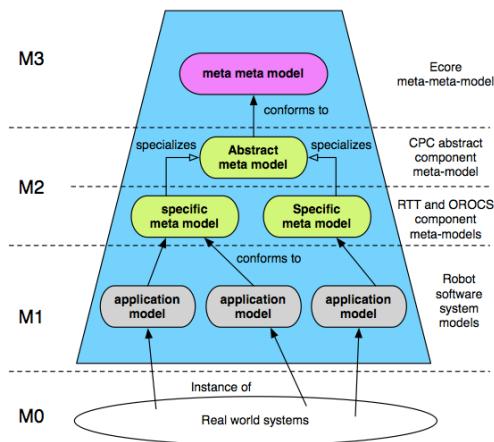 M3
meta meta model
Ecore
meta-meta-model
conforms to
specializes
specializes
Abstract
meta model
CPC abstract
component
meta-model
M2
specific
meta model
Specific
meta model
RTT and OROCS
component
meta-models
conforms to
M1
application
model
application
model
application
model
Robot
software
system
models
Instance of
M0
Real world systems